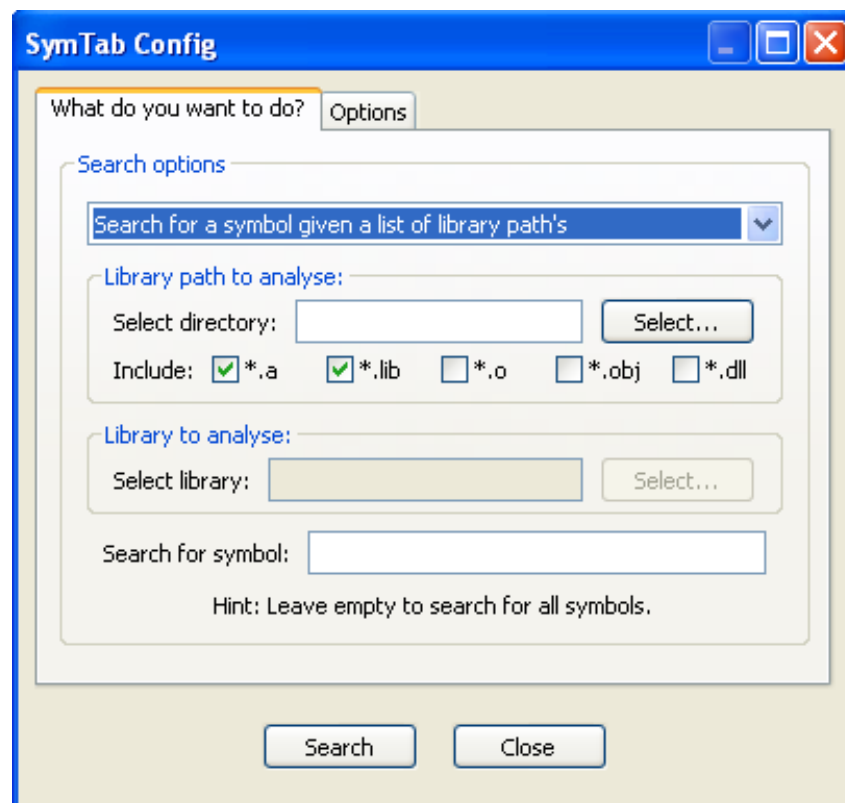 SymTab Config
What do you want to do? Options
Search options
Search for a symbol given a list of library path's
Library path to analyse:
Select directory: Select...
Include: *.a *.lib *.o *.obj *.dll
Library to analyse:
Select library: Select...
Search for symbol:
Hint: Leave empty to search for all symbols.
Search Close